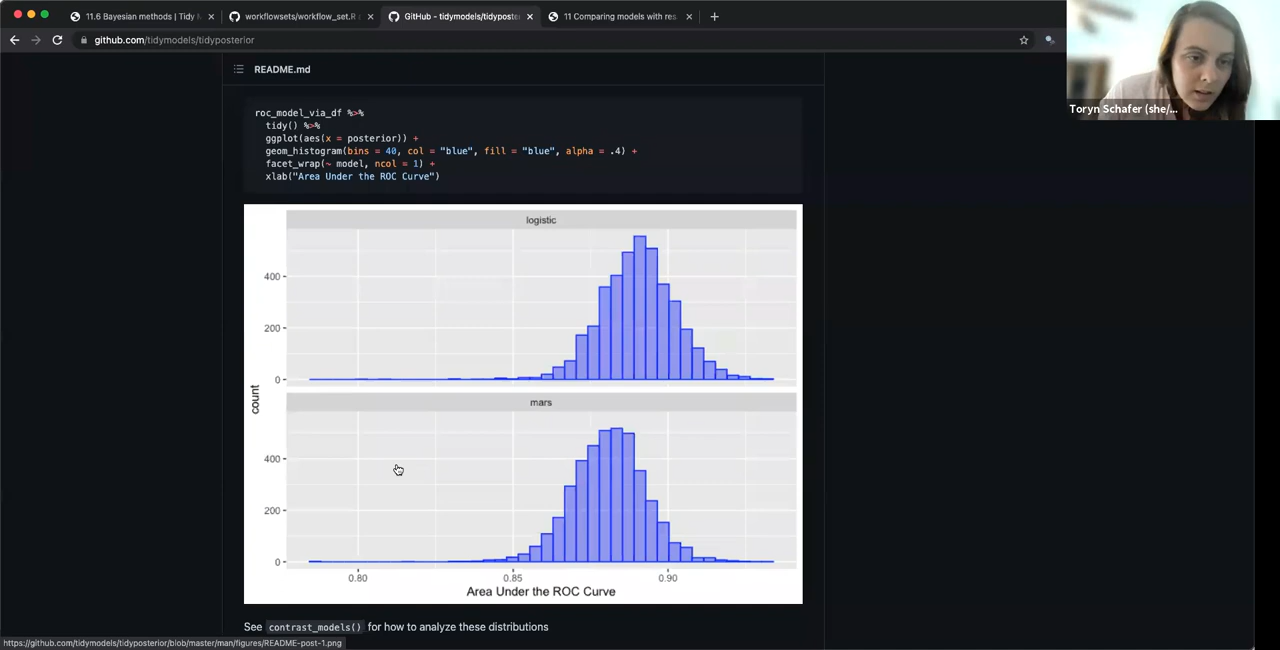 11.6 Bayesian methods | Tidy M
workflowsets/workflow_set.R a
GitHub - tidymodels/tidyposter
11 Comparing models with res
github.com/tidymodels/tidyposterior
Toryn Schafer (she/...
README.md
roc_model_via_df %>%
tidy() %>%
ggplot(aes(x = posterior)) +
geom_histogram(bins = 40, col = "blue", fill = "blue", alpha = .4) +
facet_wrap(~ model, ncol = 1) +
xlab("Area Under the ROC Curve")
logistic
400
200
0
count
mars
400
200
0
0.80 0.85 0.90
Area Under the ROC Curve
See contrast_models() for how to analyze these distributions
https://github.com/tidymodels/tidyposterior/blob/master/man/figures/README-post-1.png